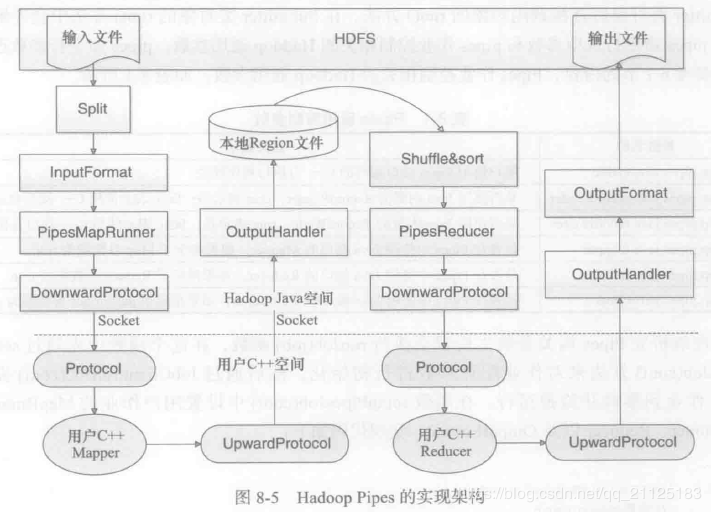 输入文件
HDFS
输出文件
Split
本地Region文件
InputFormat
Shuffle&sort
OutputFormat
PipesMapRunner
OutputHandler
PipesReducer
OutputHandler
DownwardProtocol
Hadoop Java空间
DownwardProtocol
Socket
Socket
用户C++空间
Protocol
Protocol
用户C++
Mapper
UpwardProtocol
用户C++
Reducer
UpwardProtocol
图 8-5 Hadoop Pipes 的实现架构
https://blog.csdn.net/qq_21125183